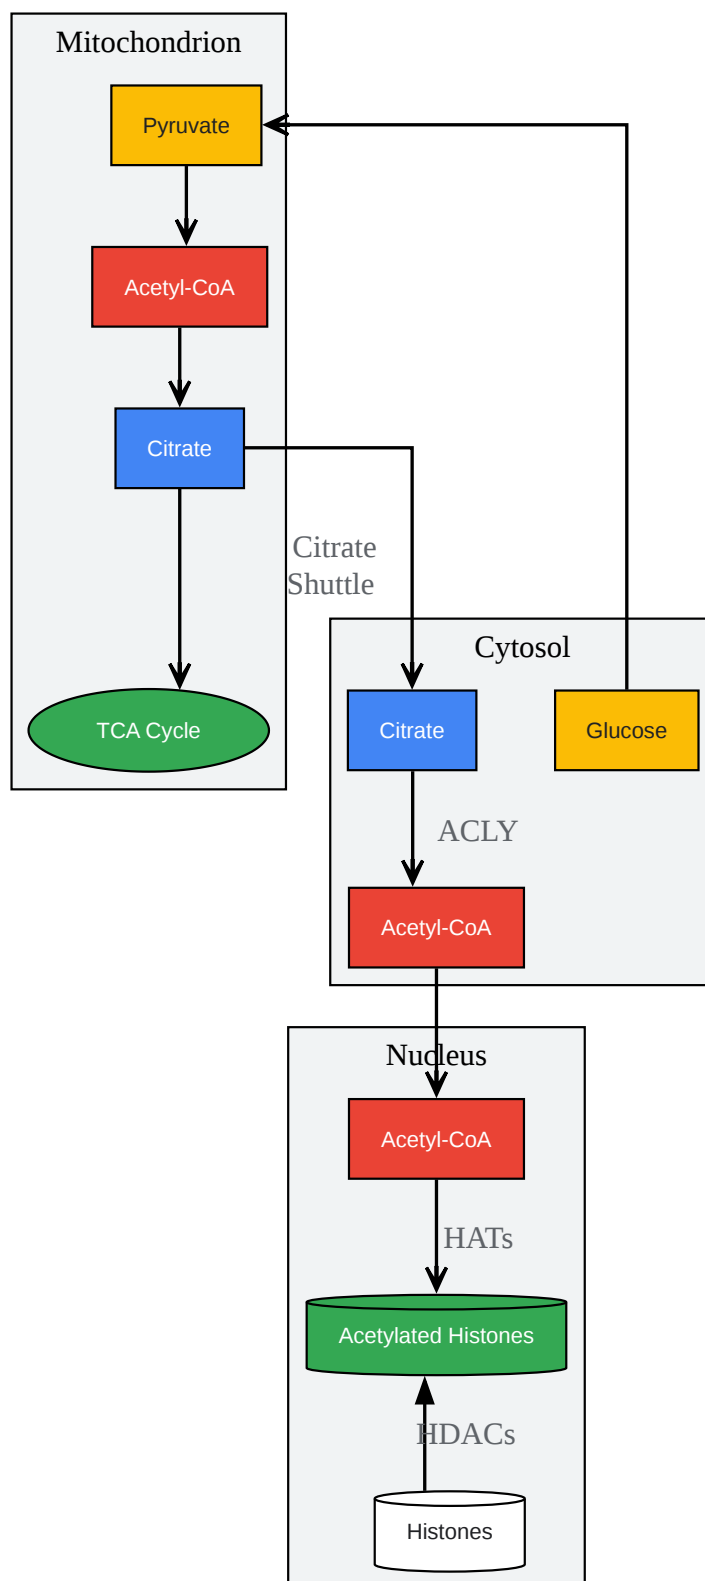 Mitochondrion
Pyruvate
Acetyl-CoA
Citrate
Citrate
Shuttle
TCA Cycle
Cytosol
Citrate
Glucose
ACLY
Acetyl-CoA
Nucleus
Acetyl-CoA
HATs
Acetylated Histones
HDACs
Histones